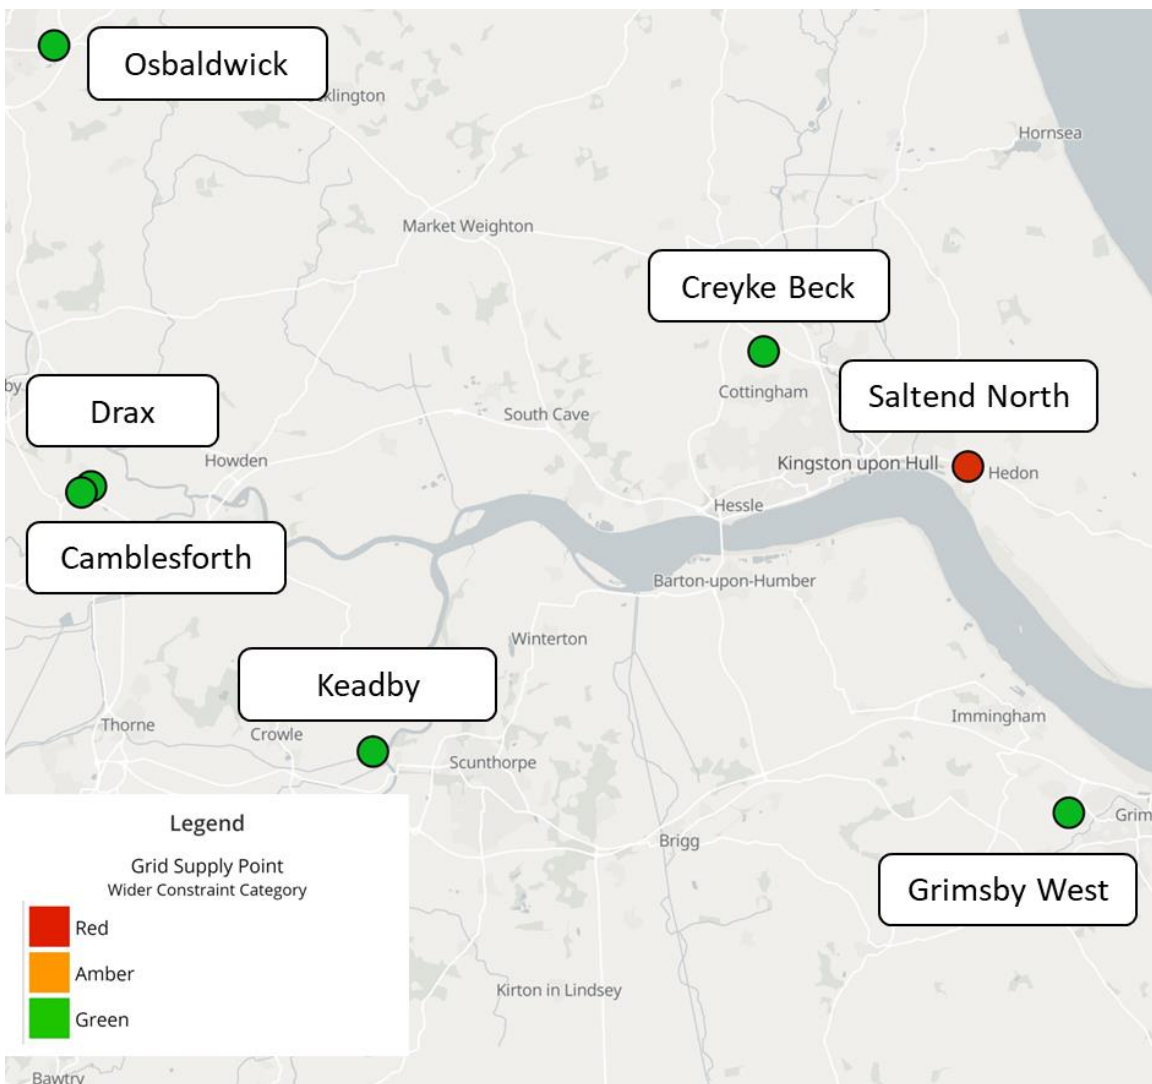 Osbaldwick
cklington
Hornsea
Market Weighton
Creyke Beck
Cottingham
Saltend North
by
Drax
South Cave
Howden
Kingston upon Hull
Hedon
Hessle
Camblesforth
Barton-upon-Humber
Winterton
Keadby
Immingham
Thorne
Crowle
Scunthorpe
Grim
Legend
Brigg
Grid Supply Point
Wider Constraint Category
Grimsby West
Red
Amber
Kirton in Lindsey
Green
Bawtry